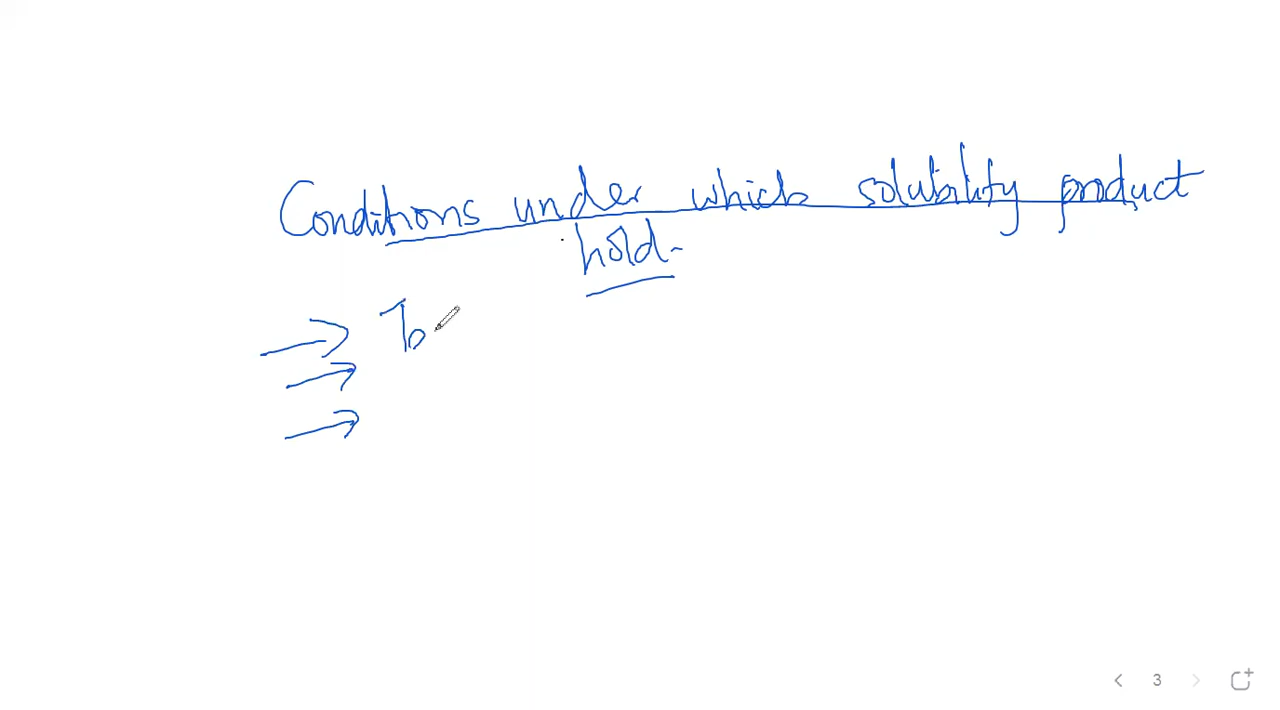 Conditions under which solubility product
hold-
→ To
→
→
3